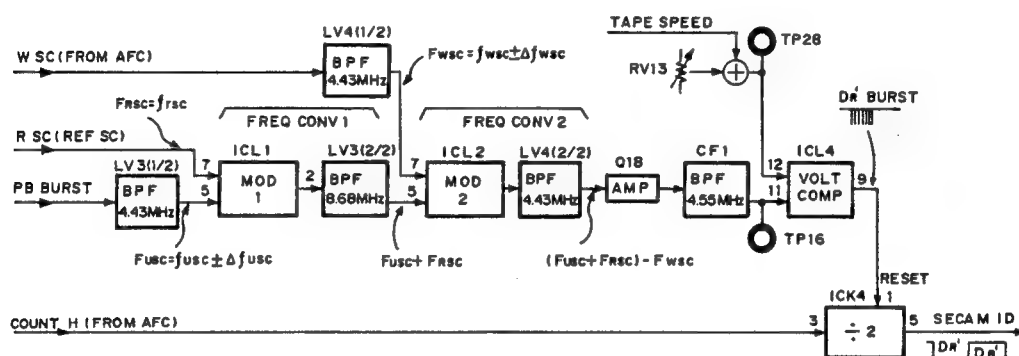 TAPE SPEED
TP28
LV4(1/2)
W SC (FROM AFC)
BPF
4.43MHz
Fwsc=fwsc±Δfwsc
RV13
FRSC=fRSC
FREQ CONV 1
FREQ CONV 2
DR' BURST
R SC (REF SC)
LV3(1/2)
ICL1
LV3(2/2)
ICL2
LV4(2/2)
Q18
CF1
ICL4
PB BURST
BPF
4.43MHz
7
5
MOD
1
2
BPF
8.68MHz
7
5
MOD
2
BPF
4.43MHz
AMP
BPF
4.55MHz
12
11
VOLT
COMP
9
TP16
Fusc=fusc±Δfusc
Fusc+FRSC
(Fusc+FRSC)-Fwsc
RESET
ICK4
1
COUNT H (FROM AFC)
3
÷2
5
SECAM ID
DR'
DR'